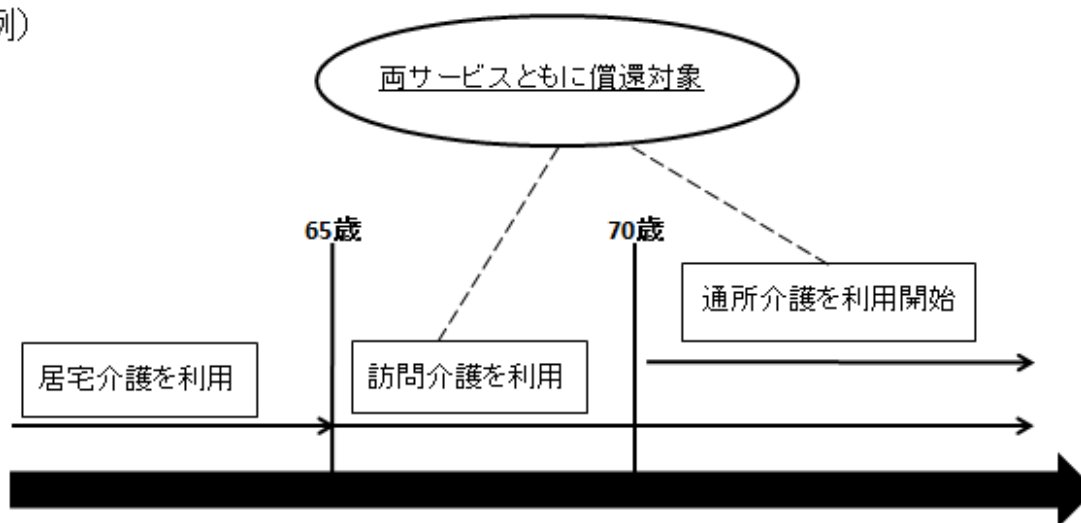 例)
両サービスともに償還対象
65歳
70歳
通所介護を利用開始
居宅介護を利用
訪問介護を利用